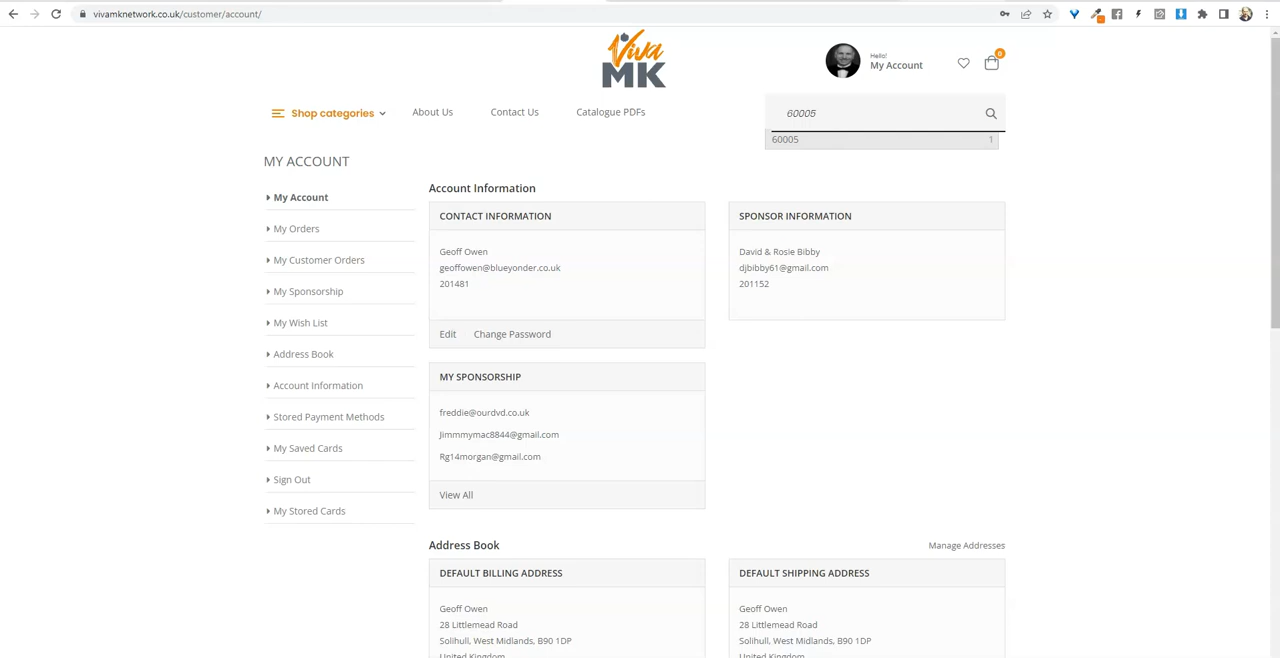 vivamknetwork.co.uk/customer/account/
Viva
MK
Hello!
My Account
0
Shop categories
About Us
Contact Us
Catalogue PDFs
60005
60005 1
MY ACCOUNT
My Account
My Orders
My Customer Orders
My Sponsorship
My Wish List
Address Book
Account Information
Stored Payment Methods
My Saved Cards
Sign Out
My Stored Cards
Account Information
CONTACT INFORMATION
Geoff Owen
geoffowen@blueyonder.co.uk
201481
Edit Change Password
SPONSOR INFORMATION
David & Rosie Bibby
djbibby61@gmail.com
201152
MY SPONSORSHIP
freddie@ourdvd.co.uk
Jimmmymac8844@gmail.com
Rg14morgan@gmail.com
View All
Address Book
Manage Addresses
DEFAULT BILLING ADDRESS
Geoff Owen
28 Littlemead Road
Solihull, West Midlands, B90 1DP
United Kingdom
DEFAULT SHIPPING ADDRESS
Geoff Owen
28 Littlemead Road
Solihull, West Midlands, B90 1DP
United Kingdom